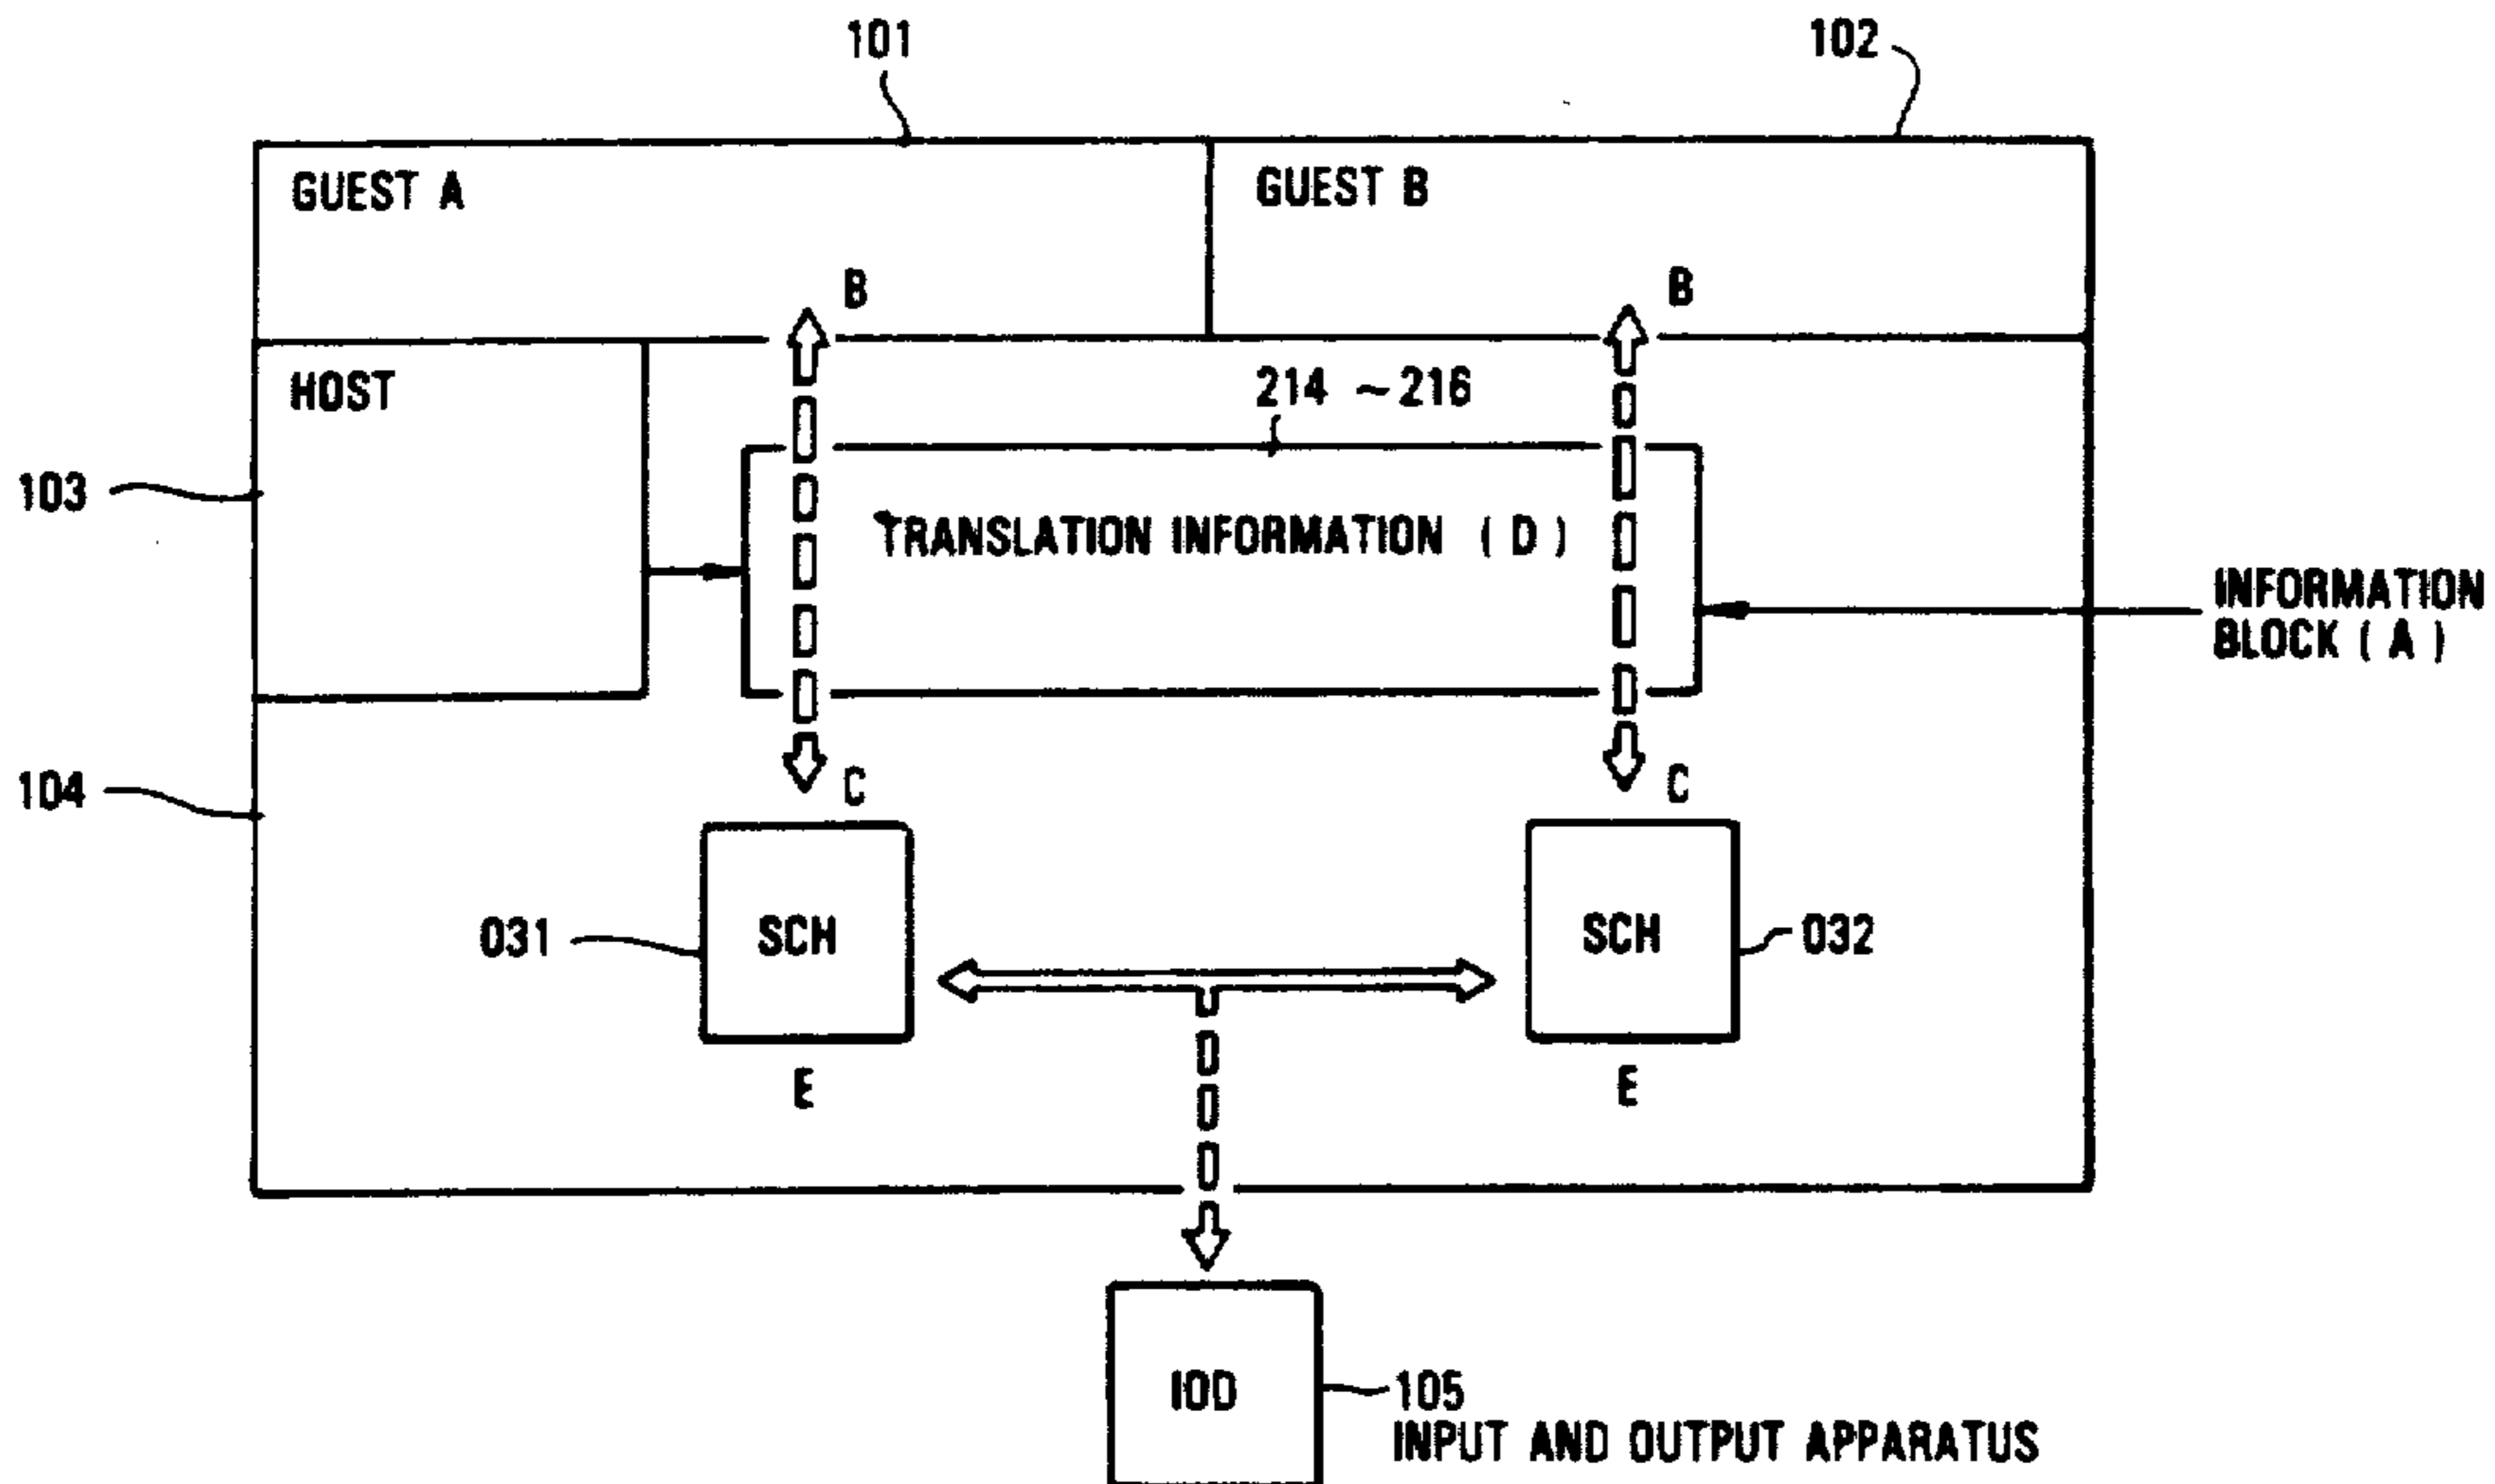 101
102
GUEST A
GUEST B
B
B
HOST
214 ~216
103
TRANSLATION INFORMATION (D)
INFORMATION
BLOCK (A)
104
C
C
031
SCH
SCH
032
E
E
IOD
105
INPUT AND OUTPUT APPARATUS